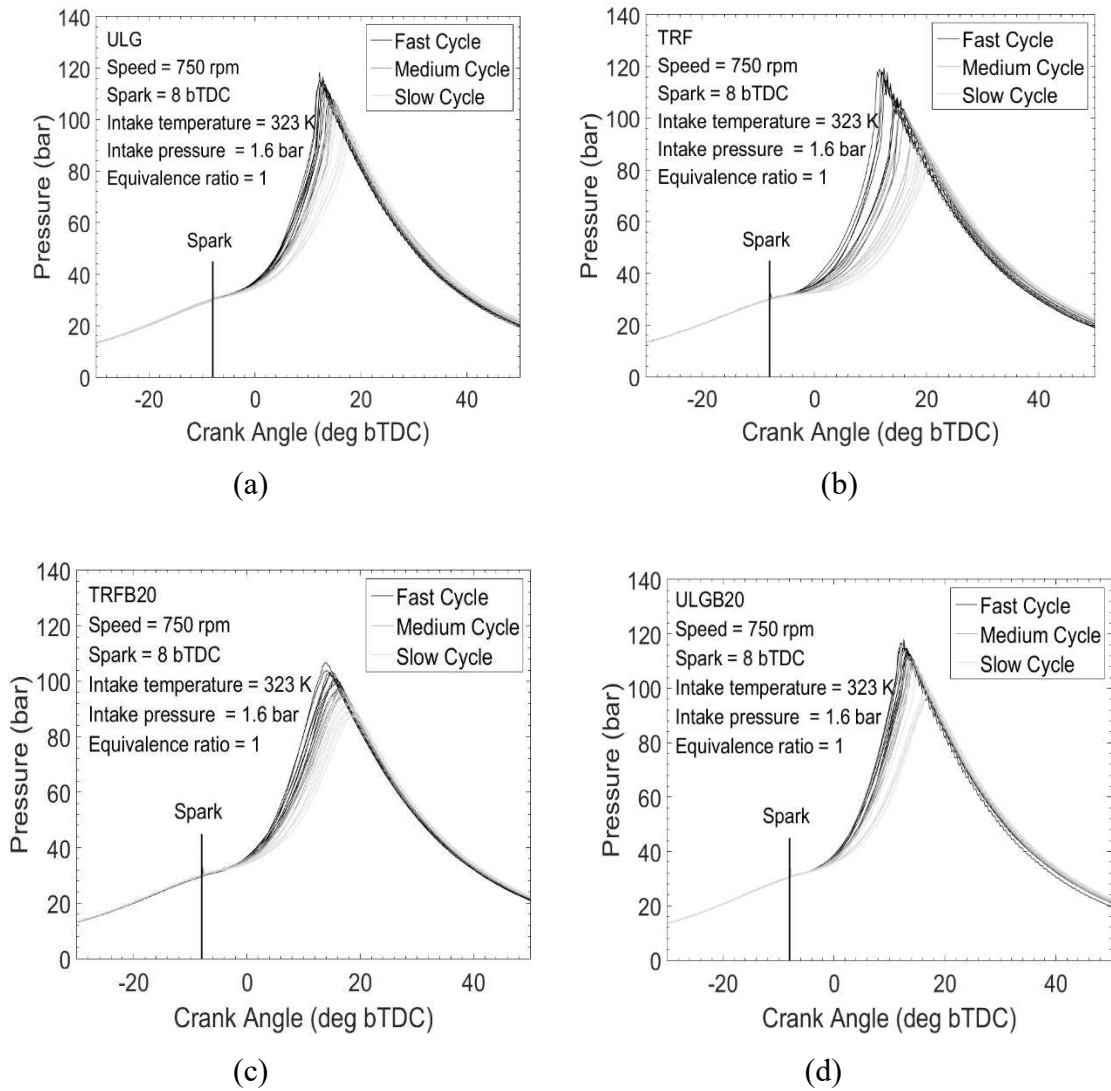 140
120
100
80
60
40
20
0
Pressure (bar)
ULG
Speed = 750 rpm
Spark = 8 bTDC
Intake temperature = 323 K
Intake pressure = 1.6 bar
Equivalence ratio = 1
Fast Cycle
Medium Cycle
Slow Cycle
Spark
-20
0
20
40
Crank Angle (deg bTDC)
(a)
140
120
100
80
60
40
20
0
Pressure (bar)
TRF
Speed = 750 rpm
Spark = 8 bTDC
Intake temperature = 323 K
Intake pressure = 1.6 bar
Equivalence ratio = 1
Fast Cycle
Medium Cycle
Slow Cycle
Spark
-20
0
20
40
Crank Angle (deg bTDC)
(b)
140
120
100
80
60
40
20
0
Pressure (bar)
TRFB20
Speed = 750 rpm
Spark = 8 bTDC
Intake temperature = 323 K
Intake pressure = 1.6 bar
Equivalence ratio = 1
Fast Cycle
Medium Cycle
Slow Cycle
Spark
-20
0
20
40
Crank Angle (deg bTDC)
(c)
140
120
100
80
60
40
20
0
Pressure (bar)
ULGB20
Speed = 750 rpm
Spark = 8 bTDC
Intake temperature = 323 K
Intake pressure = 1.6 bar
Equivalence ratio = 1
Fast Cycle
Medium Cycle
Slow Cycle
Spark
-20
0
20
40
Crank Angle (deg bTDC)
(d)